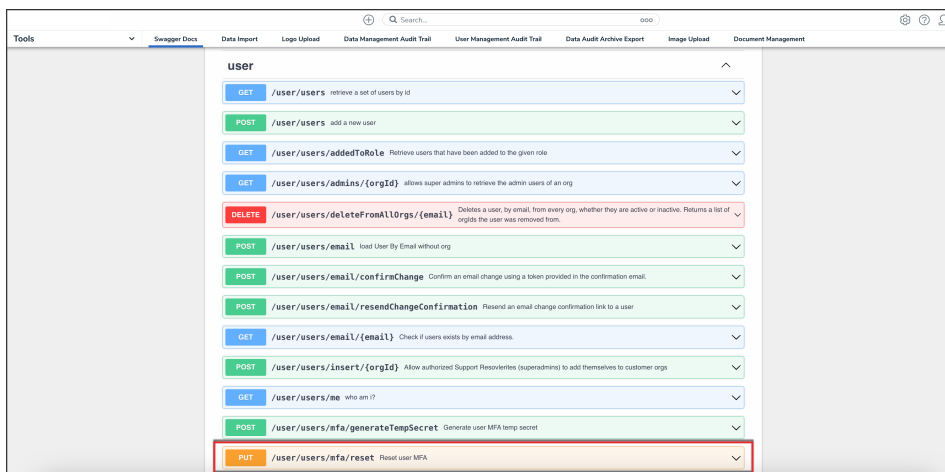 Search... ooo
Tools Swagger Docs Data Import Logo Upload Data Management Audit Trail User Management Audit Trail Data Audit Archive Export Image Upload Document Management
user
GET /user/users retrieve a set of users by id
POST /user/users add a new user
GET /user/users/addedToRole Retrieve users that have been added to the given role
GET /user/users/admins/{orgId} allows super admins to retrieve the admin users of an org
DELETE /user/users/deleteFromAllOrgs/{email} Deletes a user, by email, from every org, whether they are active or inactive. Returns a list of
orgIds the user was removed from.
POST /user/users/email load User By Email without org
POST /user/users/email/confirmChange Confirm an email change using a token provided in the confirmation email.
POST /user/users/email/resendChangeConfirmation Resend an email change confirmation link to a user
GET /user/users/email/{email} Check if users exists by email address.
POST /user/users/insert/{orgId} Allow authorized Support Resovlerites (superadmins) to add themselves to customer orgs
GET /user/users/me who am i?
POST /user/users/mfa/generateTempSecret Generate user MFA temp secret
PUT /user/users/mfa/reset Reset user MFA